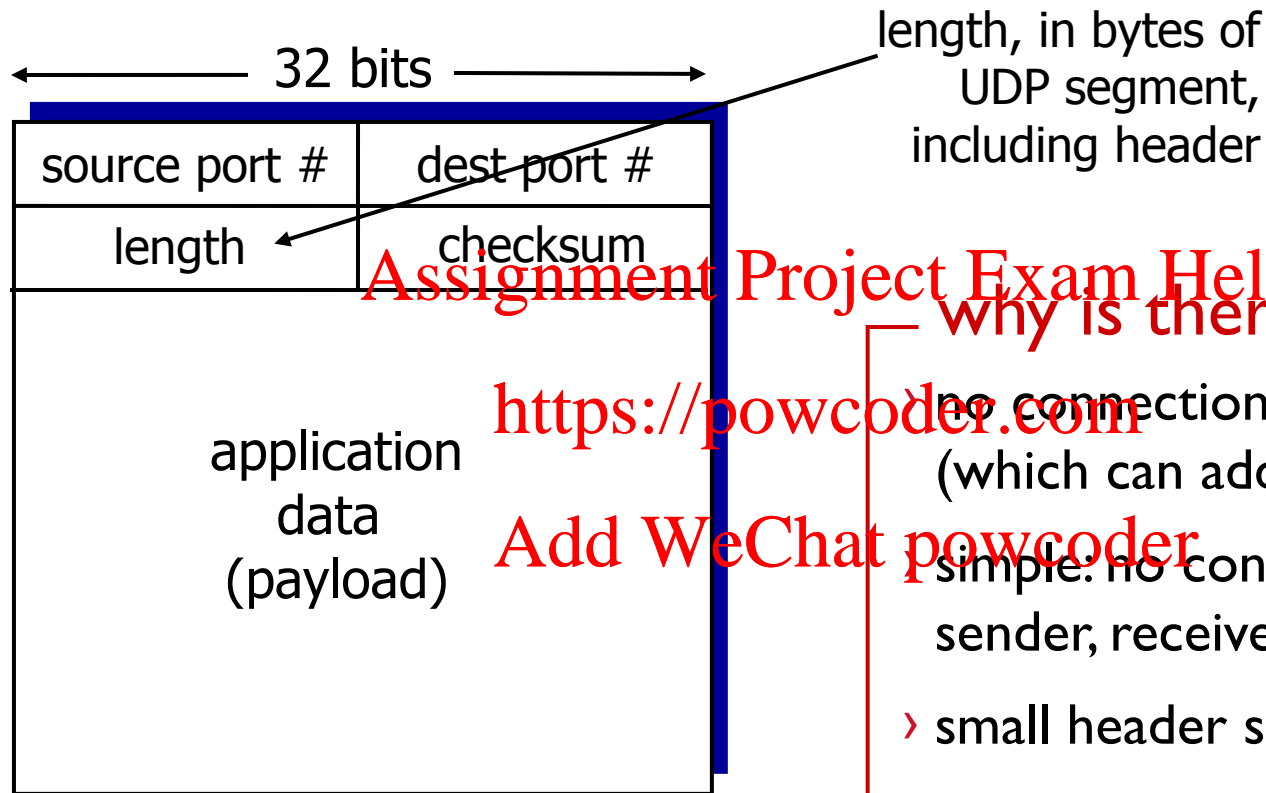 32 bits
length, in bytes of
UDP segment,
including header
source port #
dest port #
length
checksum
Assignment Project Exam Hel
why is ther
https://powcoder.com
no connection
(which can add
application
data
(payload)
Add WeChat powcoder
simple: no con
sender, receive
small header s